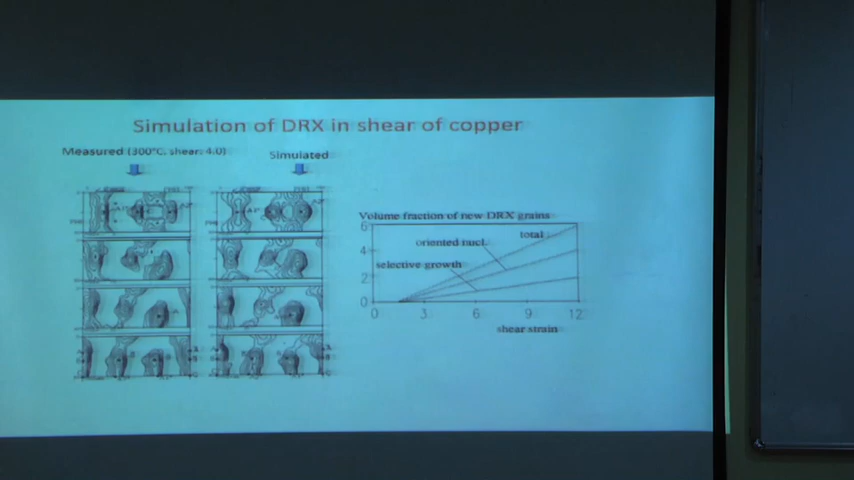 Simulation of DRX in shear of copper
Measured (300°C, shear: 4.0)
Simulated
Volume fraction of new DRX grains
6
total
oriented nucl.
4
selective growth
2
0
0 3 6 9 12
shear strain